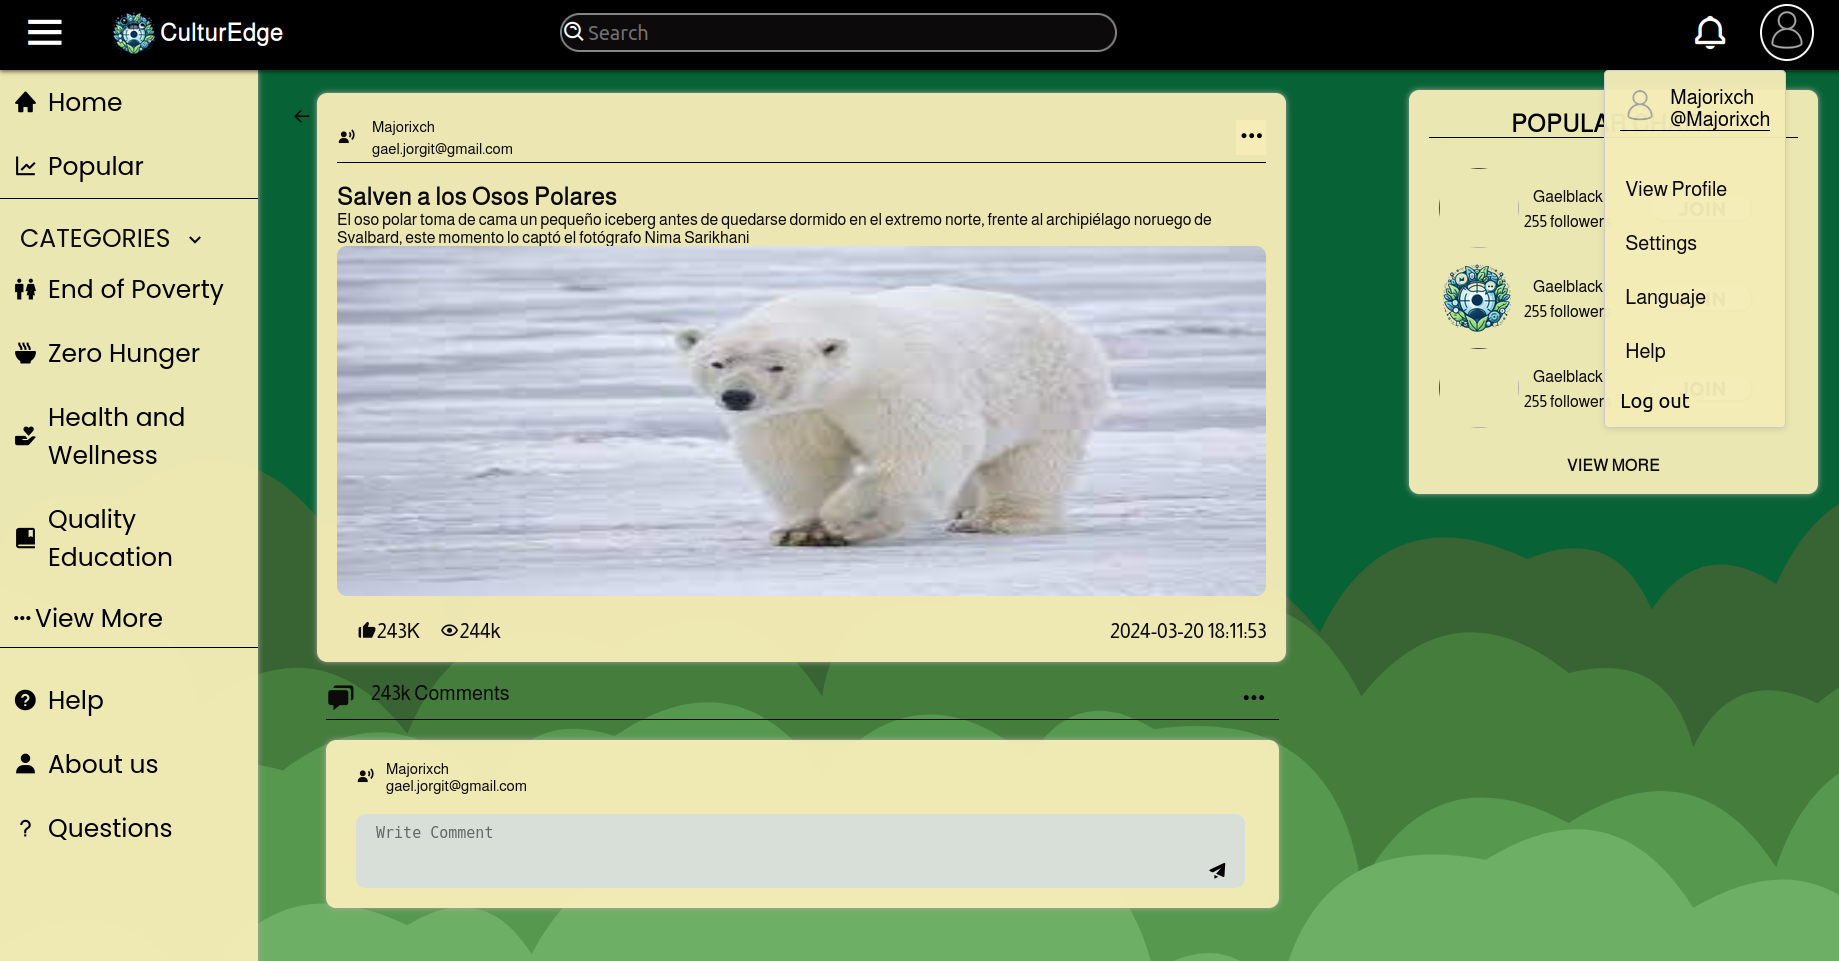 CulturEdge
Search
Home
Popular
CATEGORIES
End of Poverty
Zero Hunger
Health and
Wellness
Quality
Education
View More
Help
About us
Questions
Majorixch
gael.jorgit@gmail.com
Salven a los Osos Polares
El oso polar toma de cama un pequeño iceberg antes de quedarse dormido en el extremo norte, frente al archipiélago noruego de
Svalbard, este momento lo captó el fotógrafo Nima Sarikhani
243K
244k
2024-03-20 18:11:53
243k Comments
Majorixch
gael.jorgit@gmail.com
Write Comment
Gaelblack
255 follower
JOIN
Gaelblack
255 follower
Gaelblack
255 follower
JOIN
VIEW MORE
Majorixch
@Majorixch
View Profile
Settings
Languaje
Help
Log out